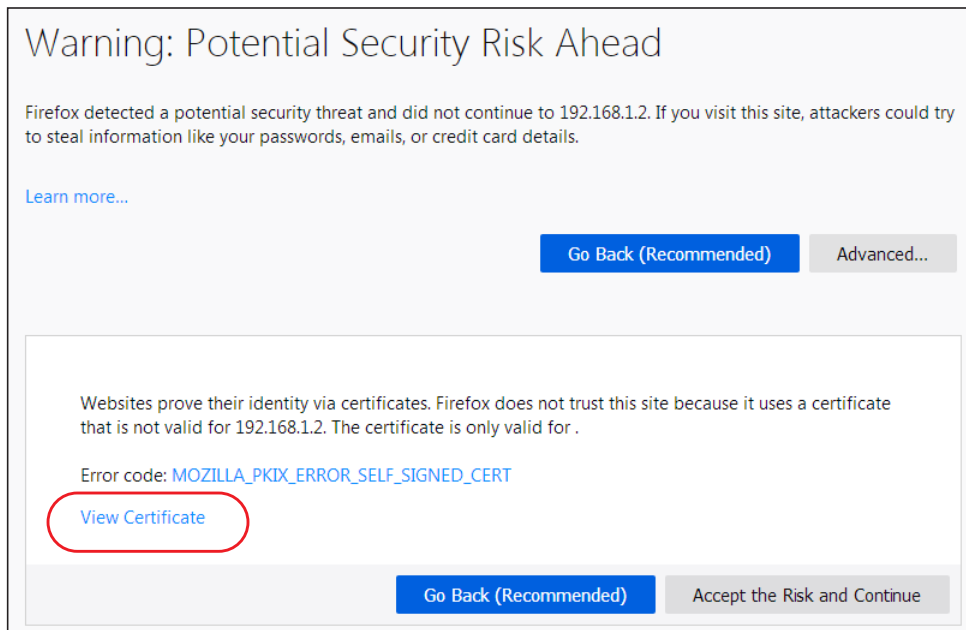 Warning: Potential Security Risk Ahead
Firefox detected a potential security threat and did not continue to 192.168.1.2. If you visit this site, attackers could try
to steal information like your passwords, emails, or credit card details.
Learn more...
Go Back (Recommended) Advanced...
Websites prove their identity via certificates. Firefox does not trust this site because it uses a certificate
that is not valid for 192.168.1.2. The certificate is only valid for .
Error code: MOZILLA_PKIX_ERROR_SELF_SIGNED_CERT
View Certificate
Go Back (Recommended) Accept the Risk and Continue